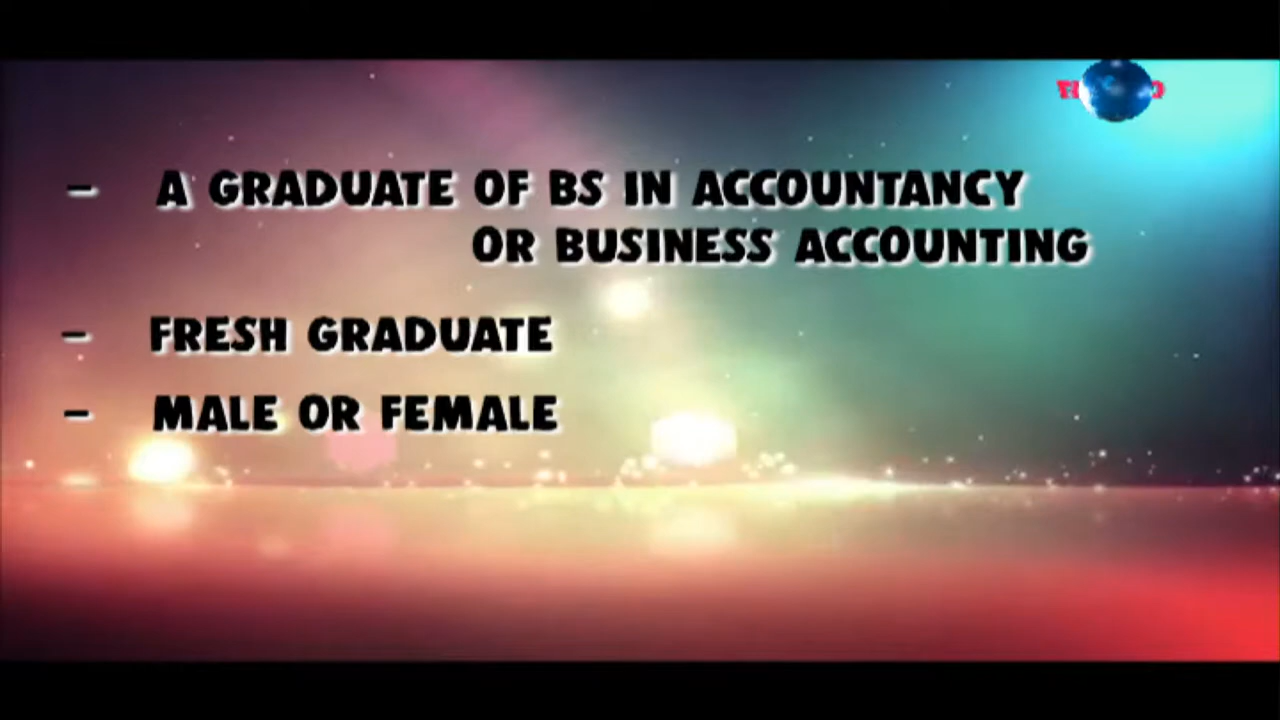 - A GRADUATE OF BS IN ACCOUNTANCY
OR BUSINESS ACCOUNTING
- FRESH GRADUATE
- MALE OR FEMALE